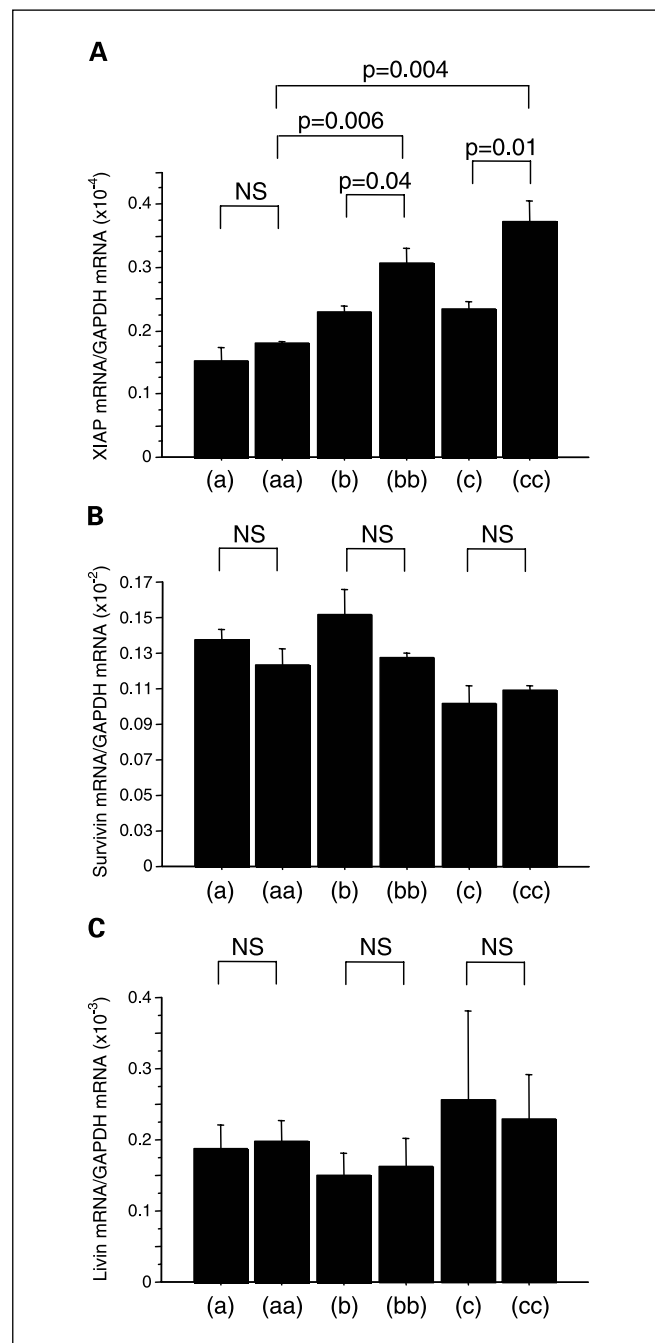 A
p=0.004
p=0.006
p=0.01
NS
p=0.04
XIAP mRNA/GAPDH mRNA (x10⁻⁴)
0.4
0.3
0.2
0.1
0
(a) (aa) (b) (bb) (c) (cc)
B
NS NS NS
Survivin mRNA/GAPDH mRNA (x10⁻²)
0.17
0.15
0.13
0.11
0.09
0.07
0.05
0.03
0
(a) (aa) (b) (bb) (c) (cc)
C
NS NS NS
Livin mRNA/GAPDH mRNA (x10⁻³)
0.4
0.3
0.2
0.1
0
(a) (aa) (b) (bb) (c) (cc)